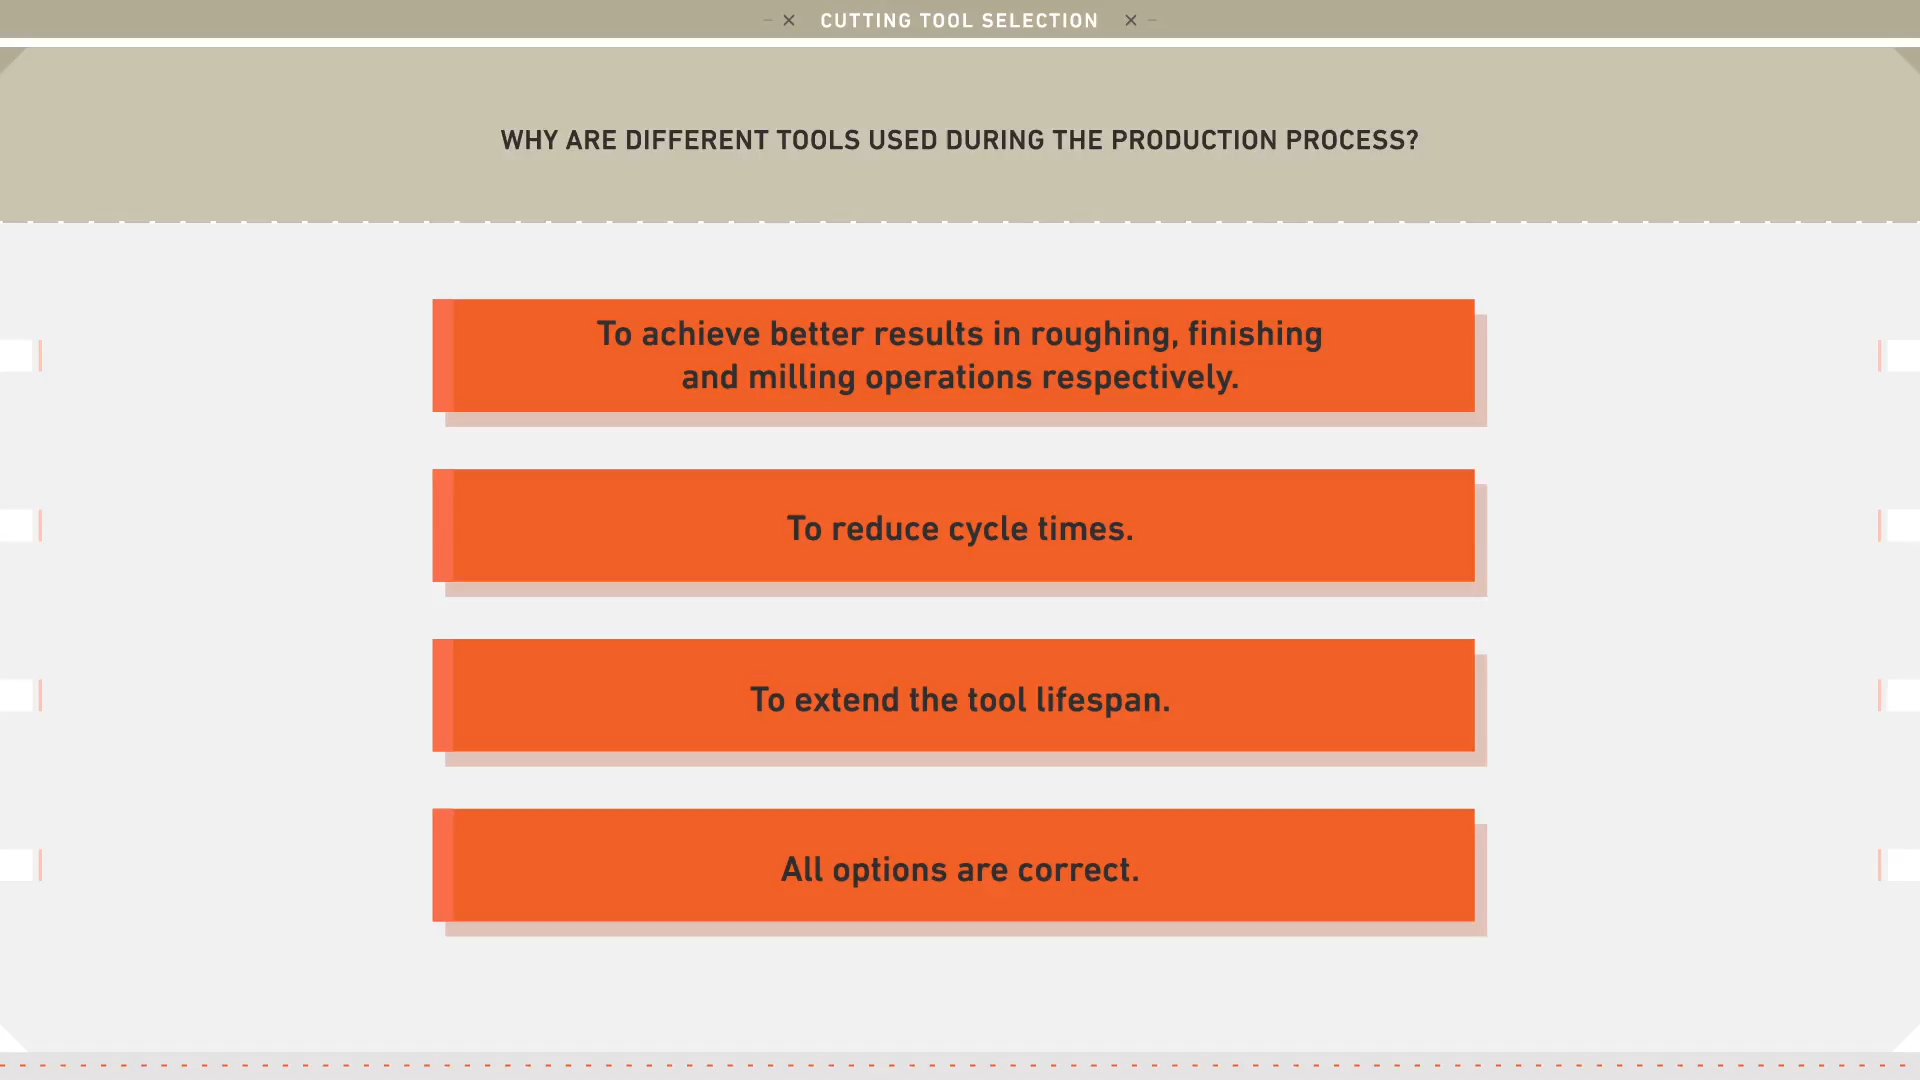 CUTTING TOOL SELECTION
WHY ARE DIFFERENT TOOLS USED DURING THE PRODUCTION PROCESS?
To achieve better results in roughing, finishing
and milling operations respectively.
To reduce cycle times.
To extend the tool lifespan.
All options are correct.